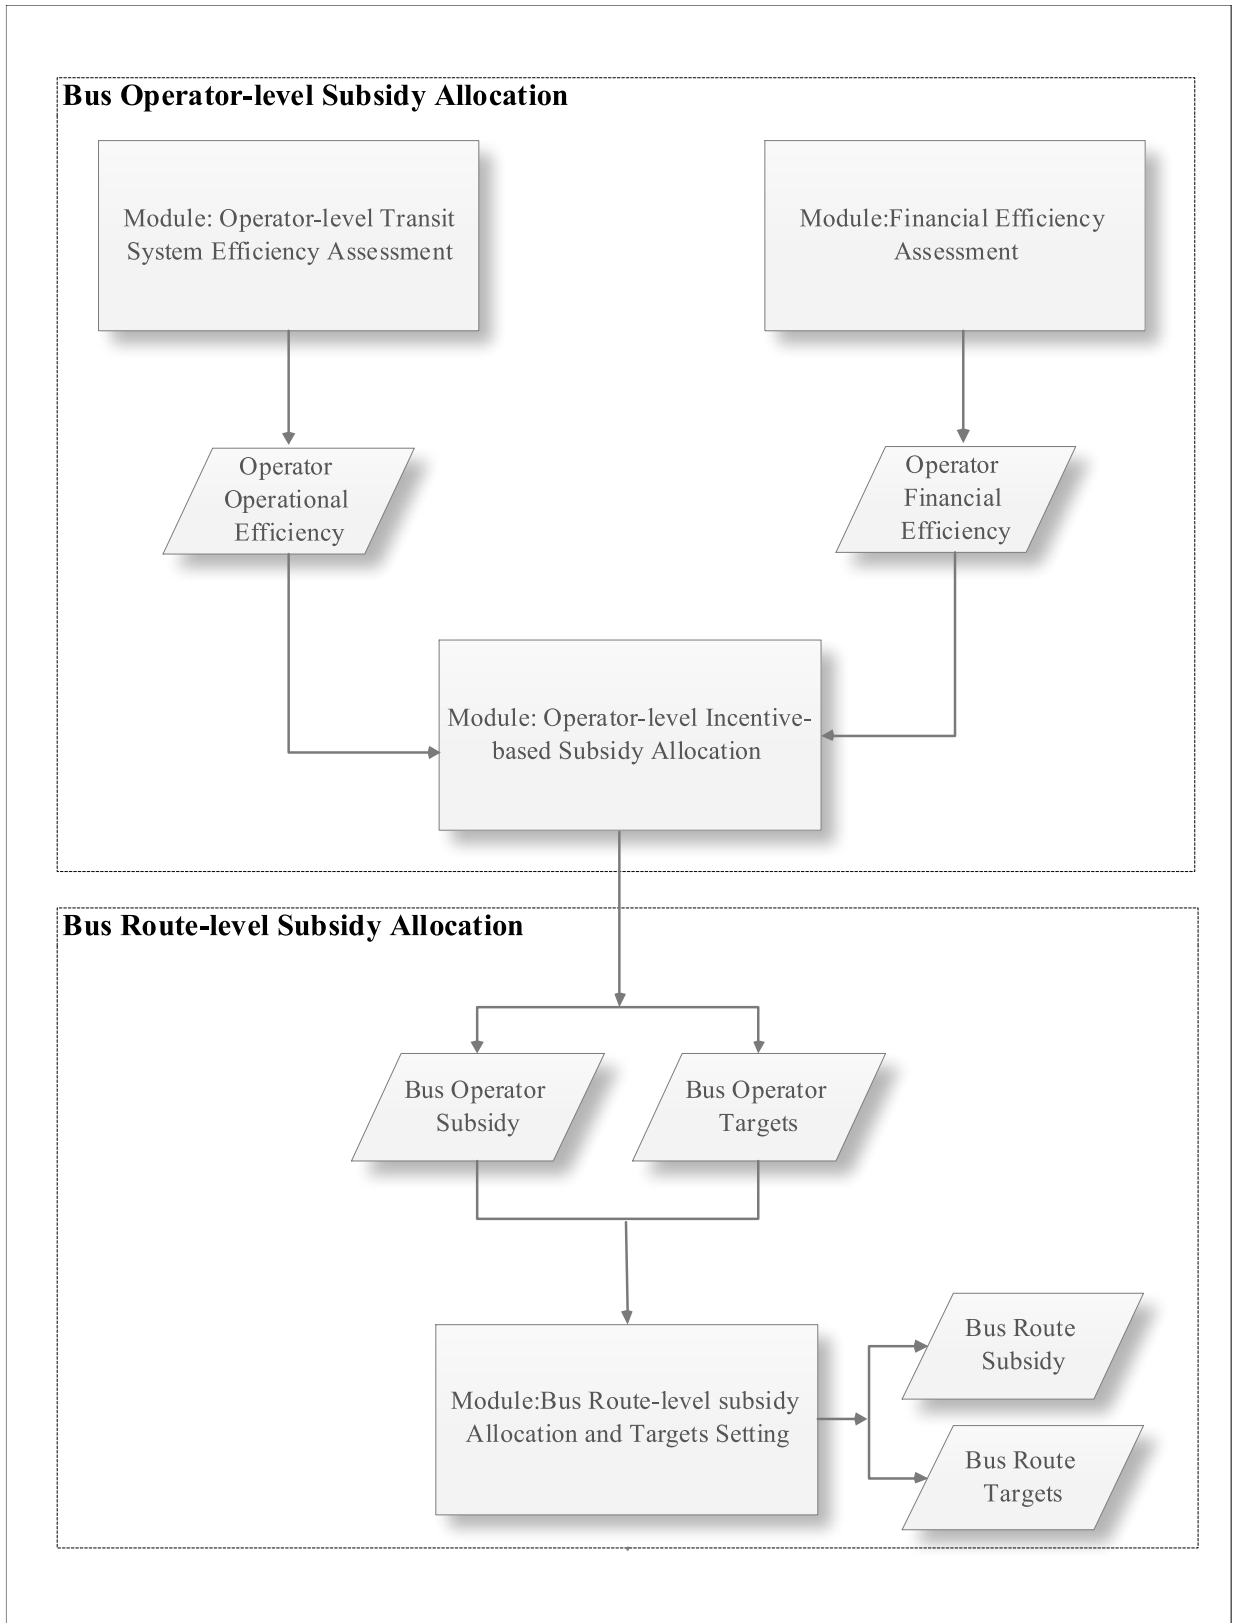 Bus Operator-level Subsidy Allocation
Module: Operator-level Transit
System Efficiency Assessment
Module:Financial Efficiency
Assessment
Operator
Operational
Efficiency
Operator
Financial
Efficiency
Module: Operator-level Incentive-
based Subsidy Allocation
Bus Route-level Subsidy Allocation
Bus Operator
Subsidy
Bus Operator
Targets
Module:Bus Route-level subsidy
Allocation and Targets Setting
Bus Route
Subsidy
Bus Route
Targets